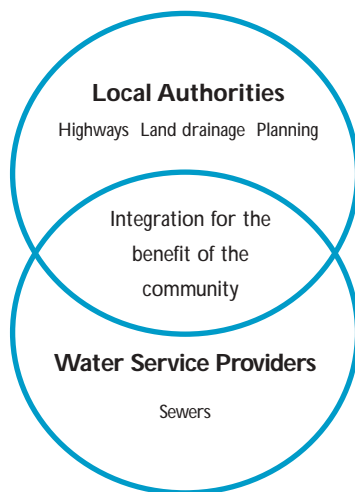 Local Authorities
Highways Land drainage Planning
Integration for the
benefit of the
community
Water Service Providers
Sewers